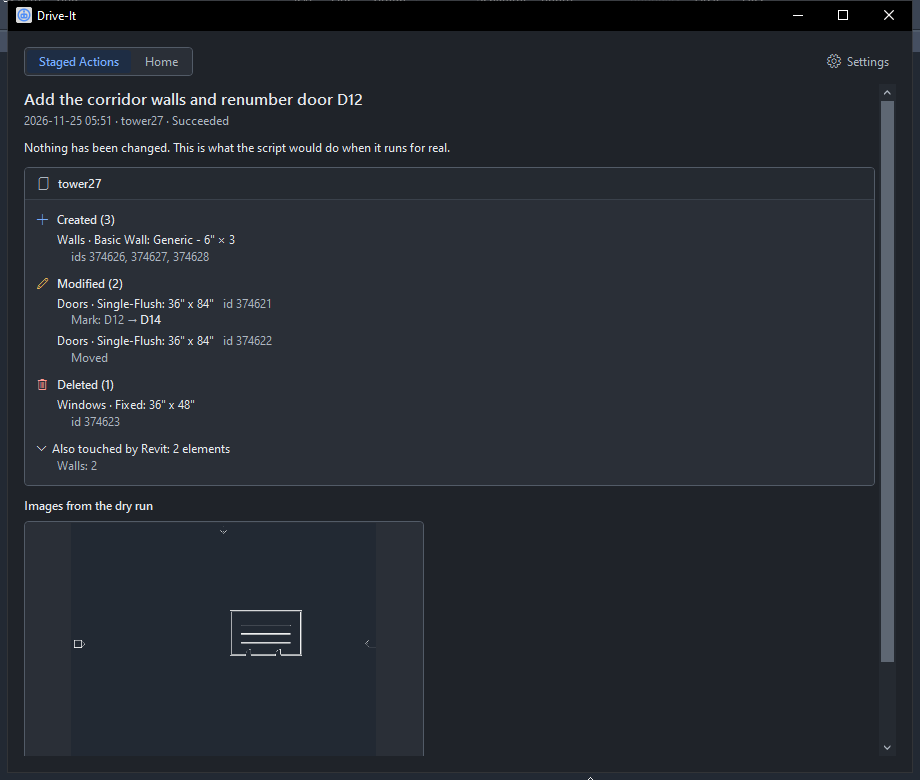 Drive-It
Staged Actions Home Settings
Add the corridor walls and renumber door D12
2026-11-25 05:51 · tower27 · Succeeded
Nothing has been changed. This is what the script would do when it runs for real.
tower27
Created (3)
Walls · Basic Wall: Generic - 6" × 3
ids 374626, 374627, 374628
Modified (2)
Doors · Single-Flush: 36" x 84" id 374621
Mark: D12 → D14
Doors · Single-Flush: 36" x 84" id 374622
Moved
Deleted (1)
Windows · Fixed: 36" x 48"
id 374623
Also touched by Revit: 2 elements
Walls: 2
Images from the dry run